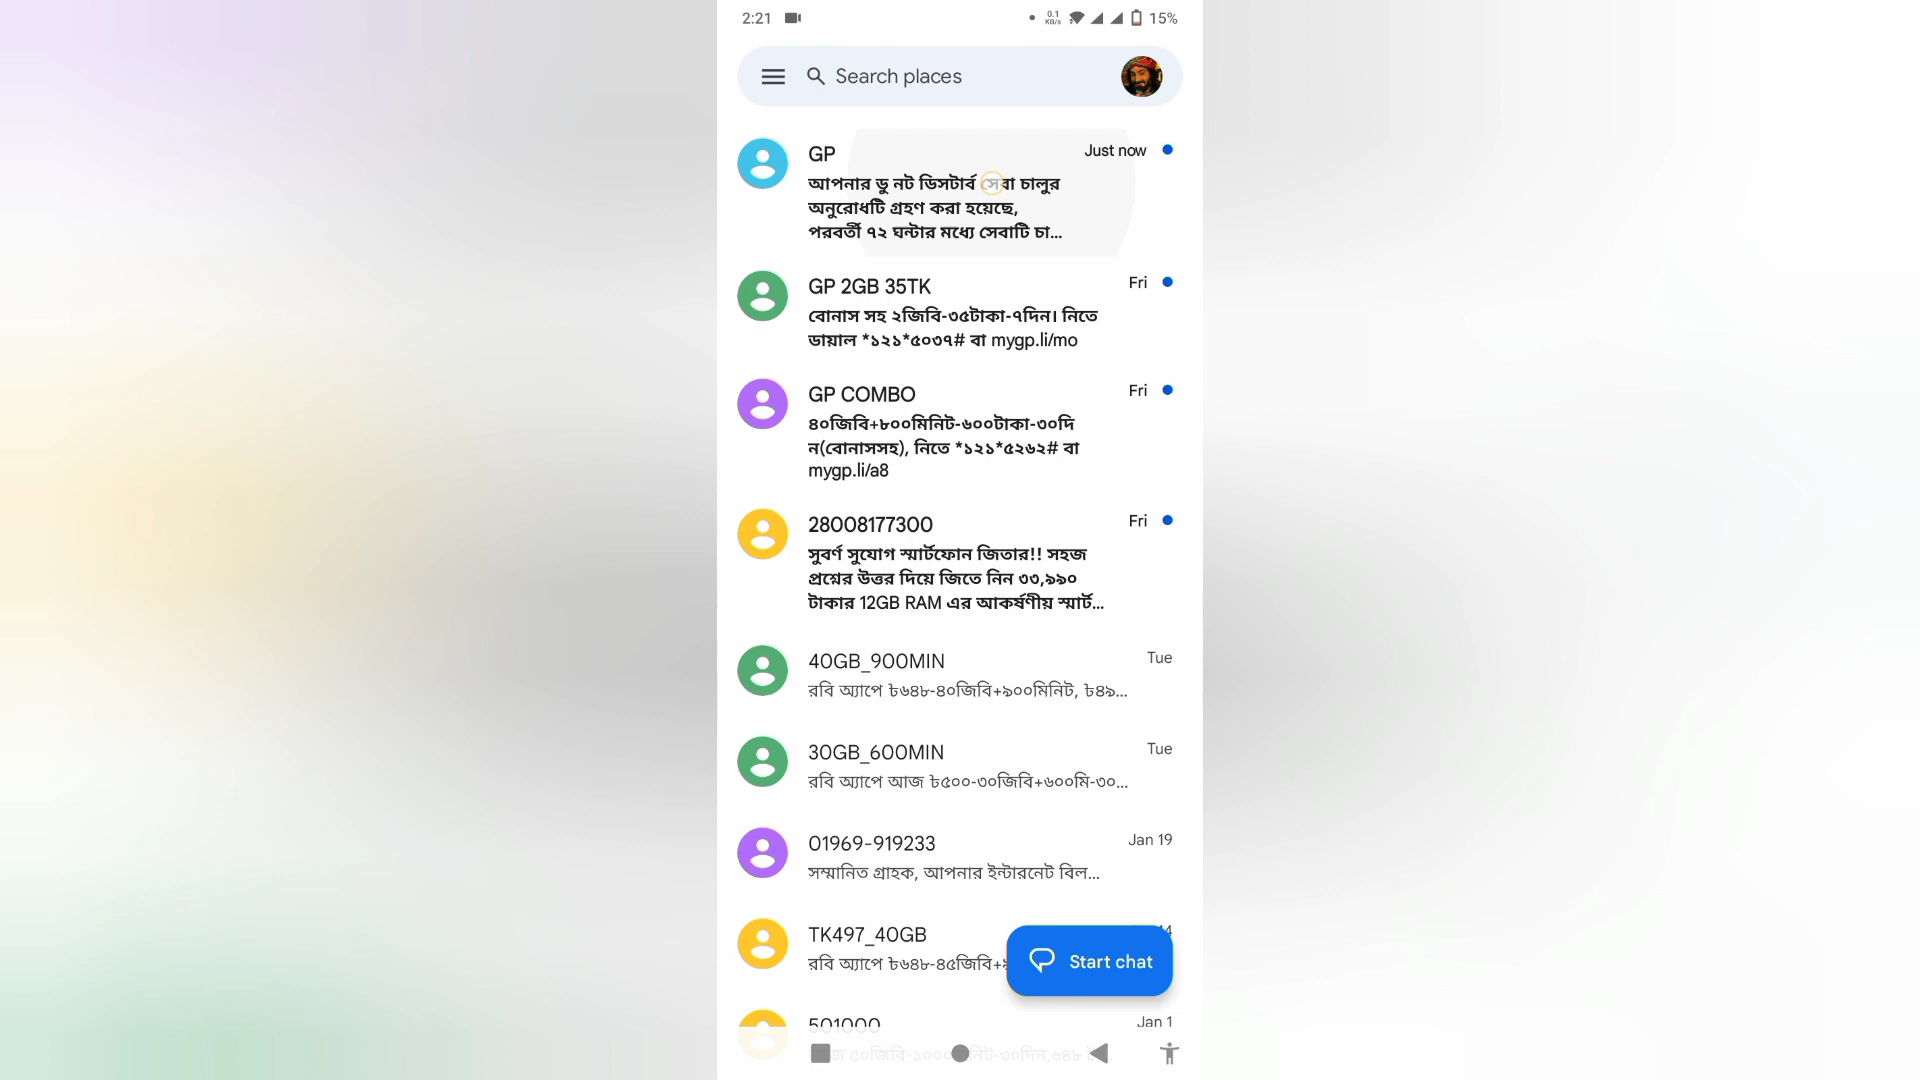 2:21
0.1
KB/s
15%
Search places
GP
Just now
আপনার ডু নট ডিসটার্ব সেবা চালুর
অনুরোধটি গ্রহণ করা হয়েছে,
পরবর্তী ৭২ ঘন্টার মধ্যে সেবাটি চা...
GP 2GB 35TK
Fri
বোনাস সহ ২জিবি-৩৫টাকা-৭দিন। নিতে
ডায়াল *১২১*৫০৩৭# বা mygp.li/mo
GP COMBO
Fri
৪০জিবি+৮০০মিনিট-৬০০টাকা-৩০দি
ন(বোনাসসহ), নিতে *১২১*৫২৬২# বা
mygp.li/a8
28008177300
Fri
সুবর্ণ সুযোগ স্মার্টফোন জিতার!! সহজ
প্রশ্নের উত্তর দিয়ে জিতে নিন ৩৩,৯৯০
টাকার 12GB RAM এর আকর্ষণীয় স্মার্ট...
40GB_900MIN
Tue
রবি অ্যাপে ৳৬৪৮-৪০জিবি+৯০০মিনিট, ৳৪৯...
30GB_600MIN
Tue
রবি অ্যাপে আজ ৳৫০০-৩০জিবি+৬০০মি-৩০...
01969-919233
Jan 19
সম্মানিত গ্রাহক, আপনার ইন্টারনেট বিল...
TK497_40GB
রবি অ্যাপে ৳৬৪৮-৪৫জিবি+
Start chat
501000
Jan 1